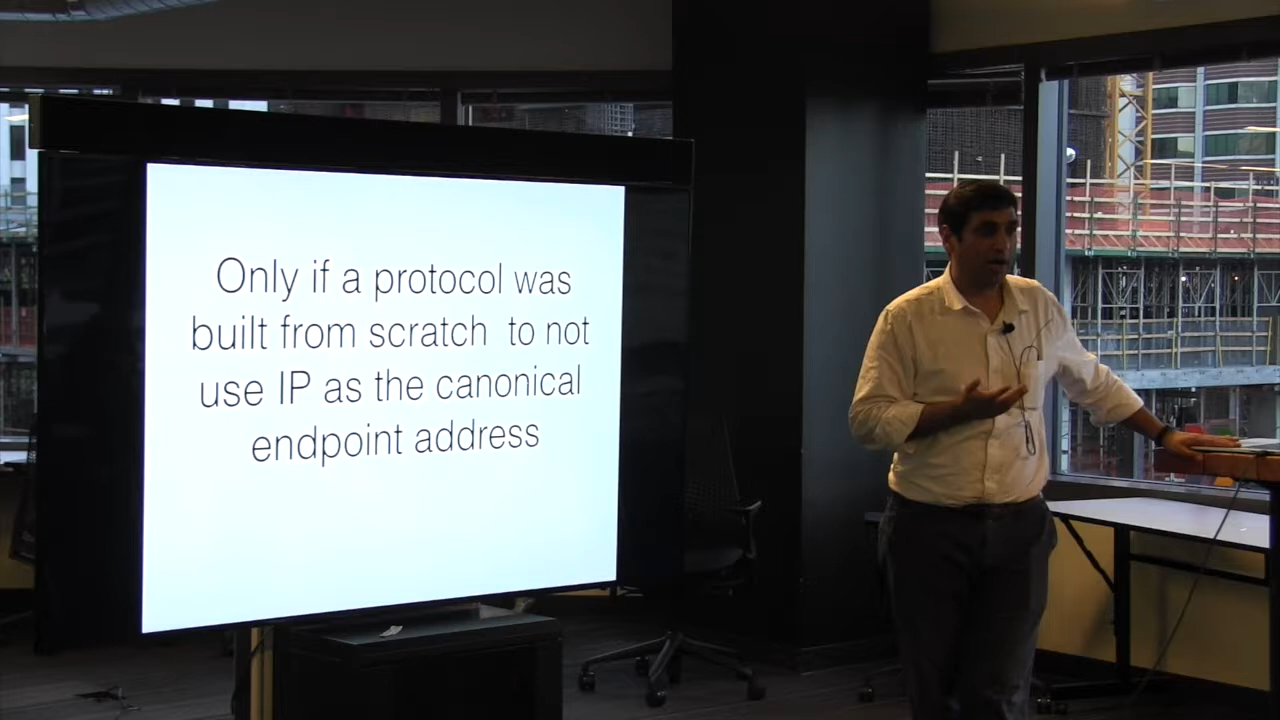 Only if a protocol was
built from scratch to not
use IP as the canonical
endpoint address